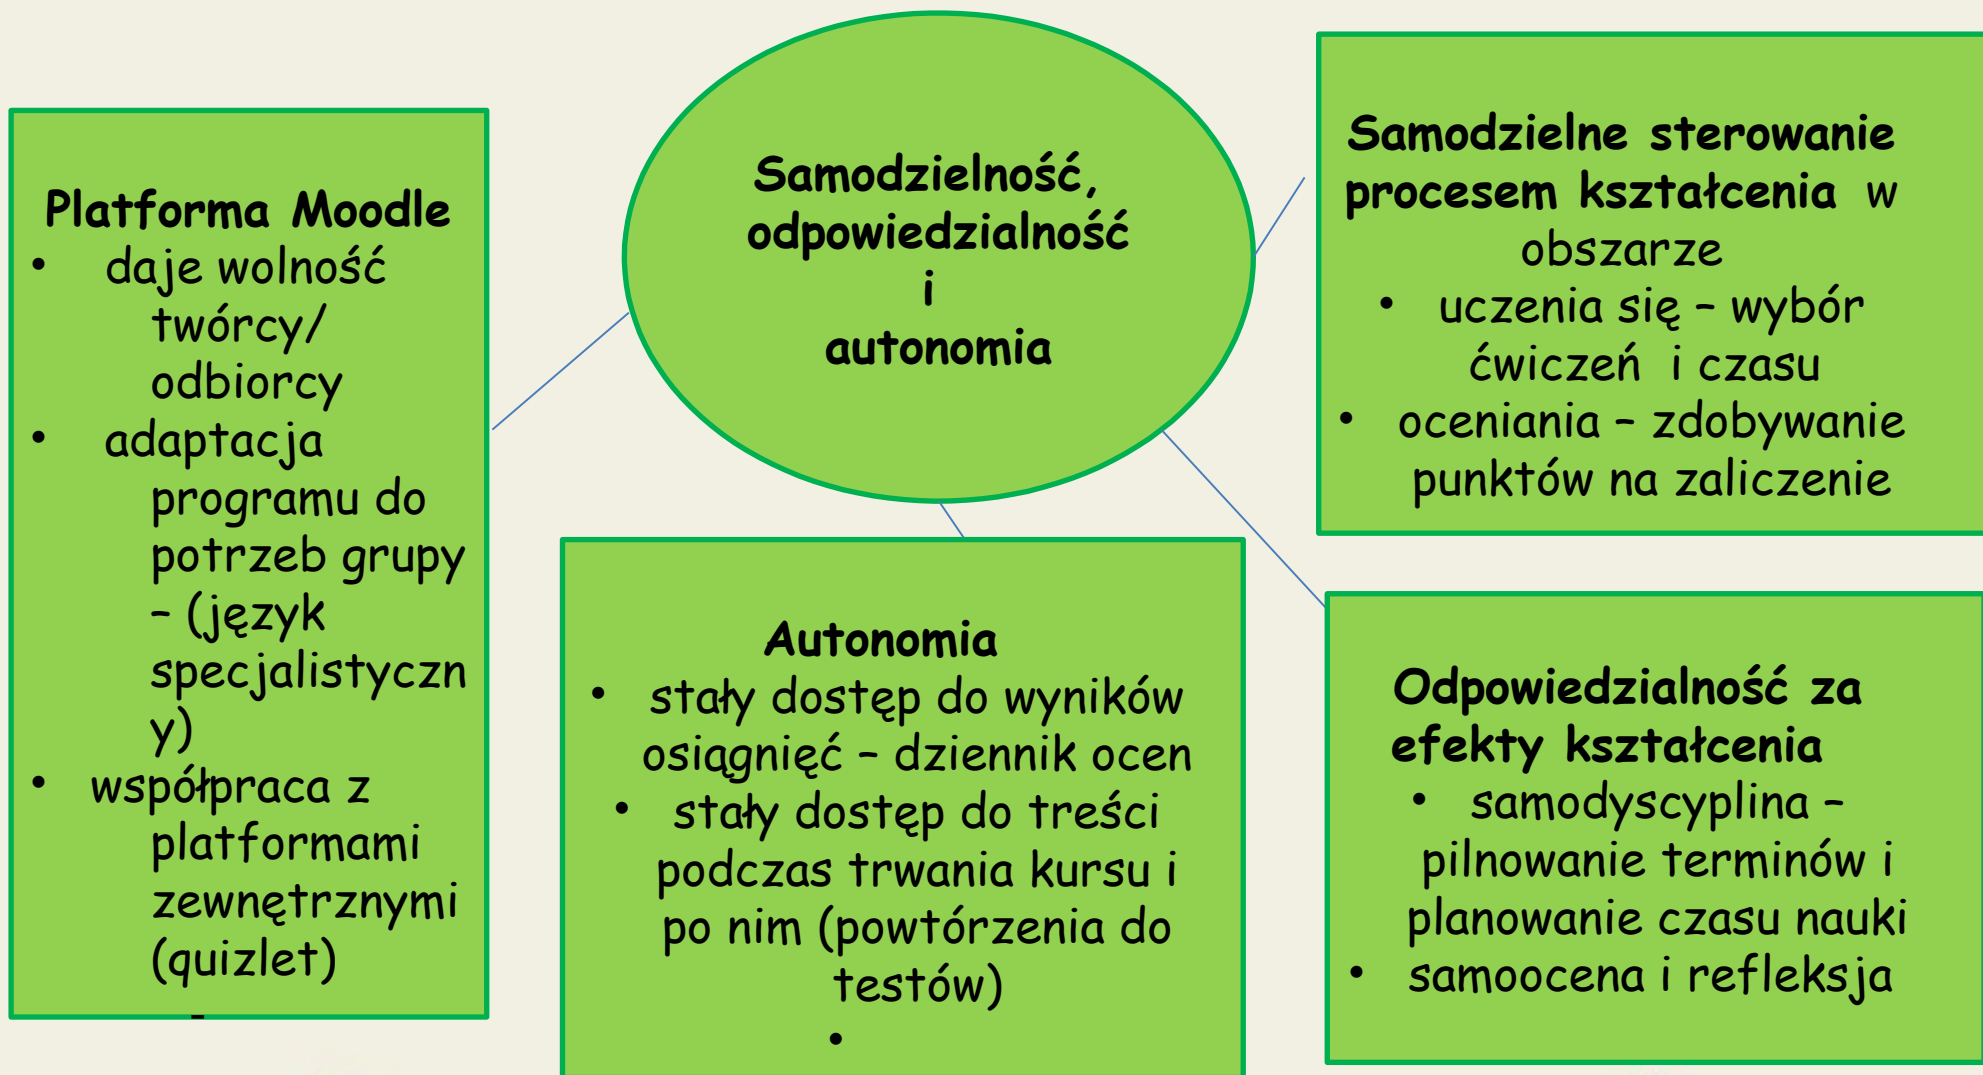 Samodzielność,
odpowiedzialność
i
autonomia
Platforma Moodle
• daje wolność
twórcy/
odbiorcy
• adaptacja
programu do
potrzeb grupy
– (język
specjalistyczn
y)
• współpraca z
platformami
zewnętrznymi
(quizlet)
Autonomia
• stały dostęp do wyników
osiągnięć – dziennik ocen
• stały dostęp do treści
podczas trwania kursu i
po nim (powtórzenia do
testów)
•
Samodzielne sterowanie
procesem kształcenia w
obszarze
• uczenia się – wybór
ćwiczeń i czasu
• oceniania – zdobywanie
punktów na zaliczenie
Odpowiedzialność za
efekty kształcenia
• samodyscyplina –
pilnowanie terminów i
planowanie czasu nauki
• samoocena i refleksja